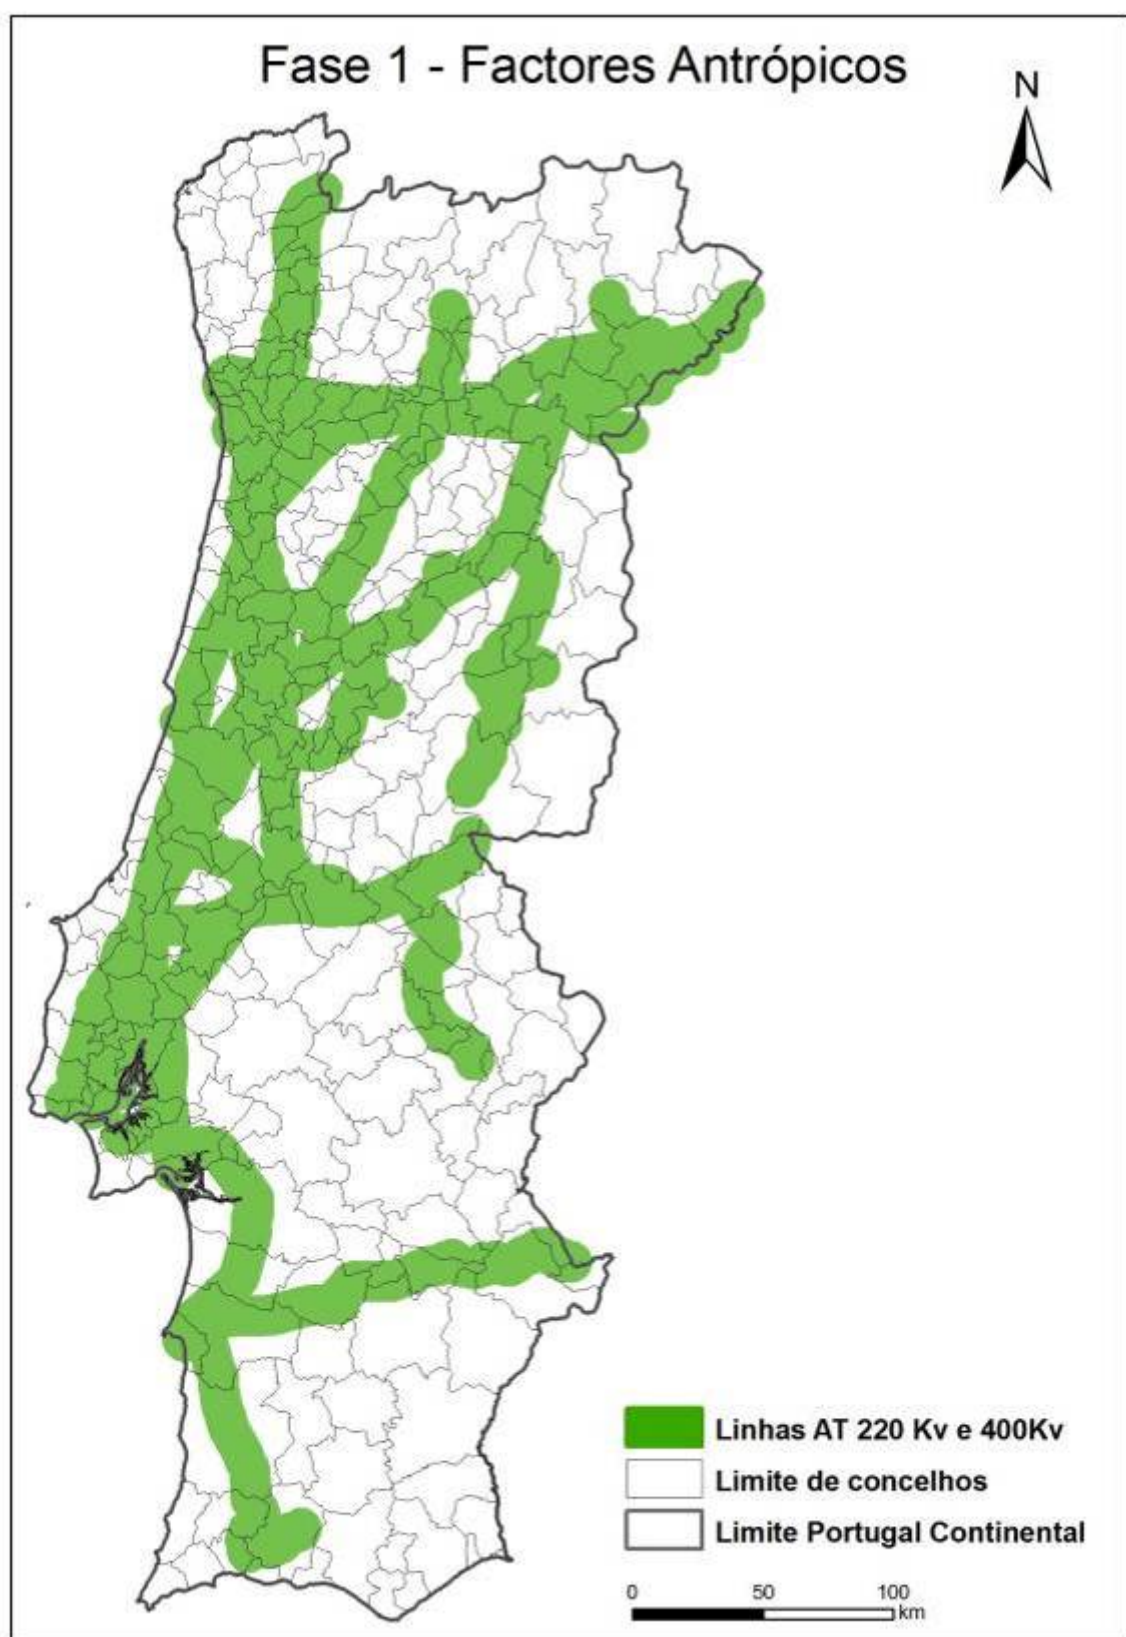 Fase 1 - Factores Antrópicos
N
Linhas AT 220 Kv e 400Kv
Limite de concelhos
Limite Portugal Continental
0 50 100
km